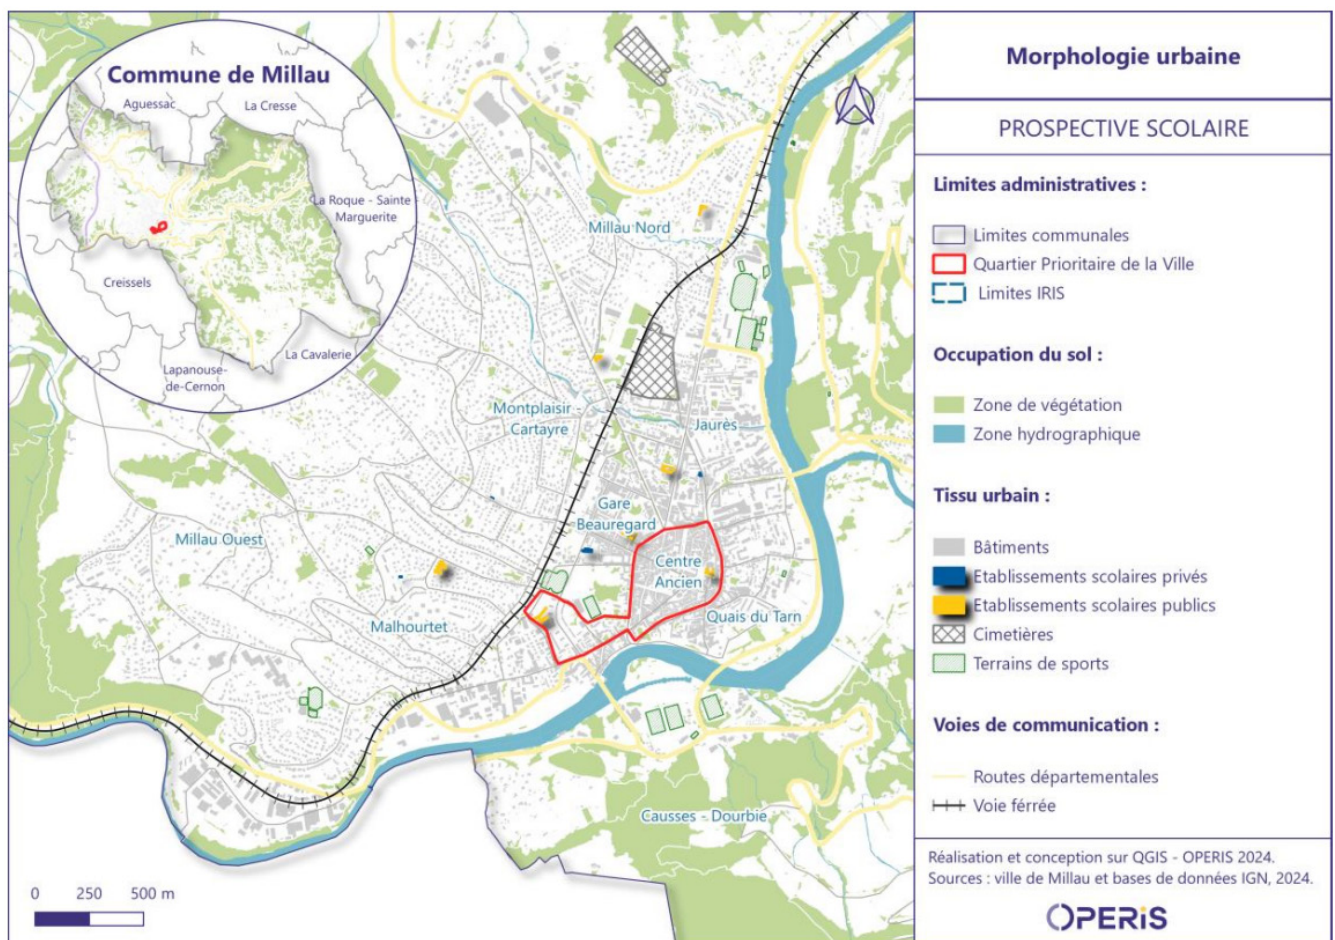 Commune de Millau
Aguessac
La Cresse
La Roque - Sainte
Marguerite
Creissels
La Cavalerie
Lapanouse-
de-Cernon
Millau Nord
Montplaisir -
Cartayre
Jaurès
Gare
Beauregard
Millau Ouest
Centre
Ancien
Malhourtet
Quais du Tarn
Causses - Dourbie
0 250 500 m
Morphologie urbaine
PROSPECTIVE SCOLAIRE
Limites administratives :
Limites communales
Quartier Prioritaire de la Ville
Limites IRIS
Occupation du sol :
Zone de végétation
Zone hydrographique
Tissu urbain :
Bâtiments
Etablissements scolaires privés
Etablissements scolaires publics
Cimetières
Terrains de sports
Voies de communication :
Routes départementales
Voie férrée
Réalisation et conception sur QGIS - OPERIS 2024.
Sources : ville de Millau et bases de données IGN, 2024.
OPERiS